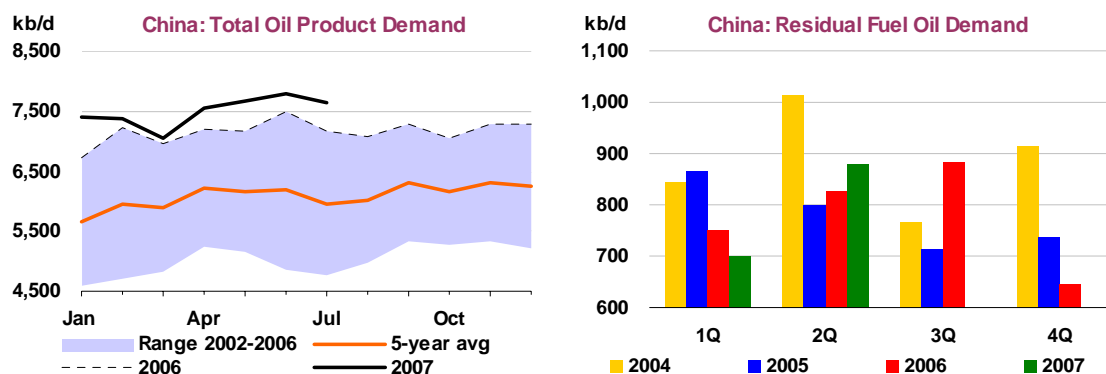 kb/d
China: Total Oil Product Demand
8,500
7,500
6,500
5,500
4,500
Jan
Apr
Jul
Oct
Range 2002-2006
5-year avg
2006
2007
kb/d
China: Residual Fuel Oil Demand
1,100
1,000
900
800
700
600
1Q
2Q
3Q
4Q
2004
2005
2006
2007